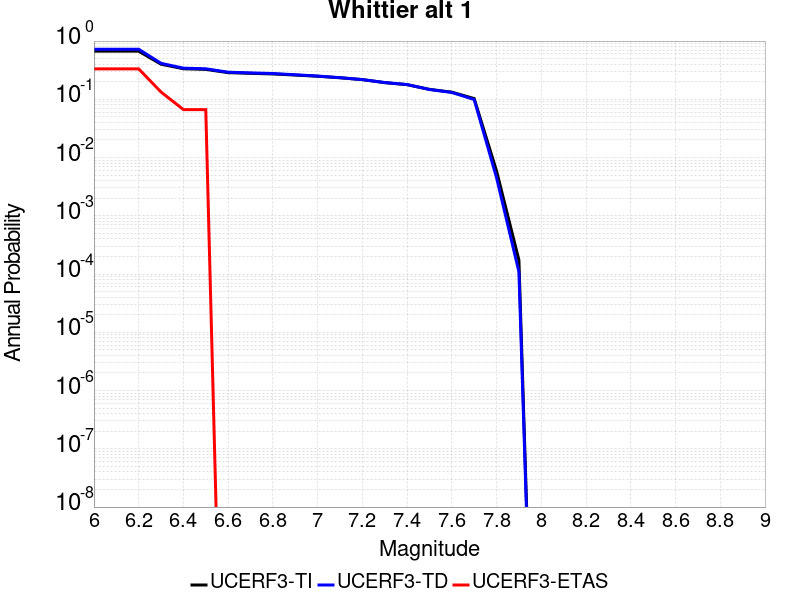 Whittier alt 1
10^0
10^-1
10^-2
10^-3
10^-4
10^-5
10^-6
10^-7
10^-8
Annual Probability
6 6.2 6.4 6.6 6.8 7 7.2 7.4 7.6 7.8 8 8.2 8.4 8.6 8.8 9
Magnitude
UCERF3-TI UCERF3-TD UCERF3-ETAS